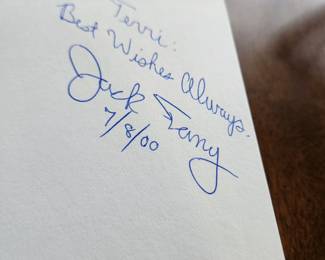 Terri:
Best Wishes Always.
Jack
7/8/00